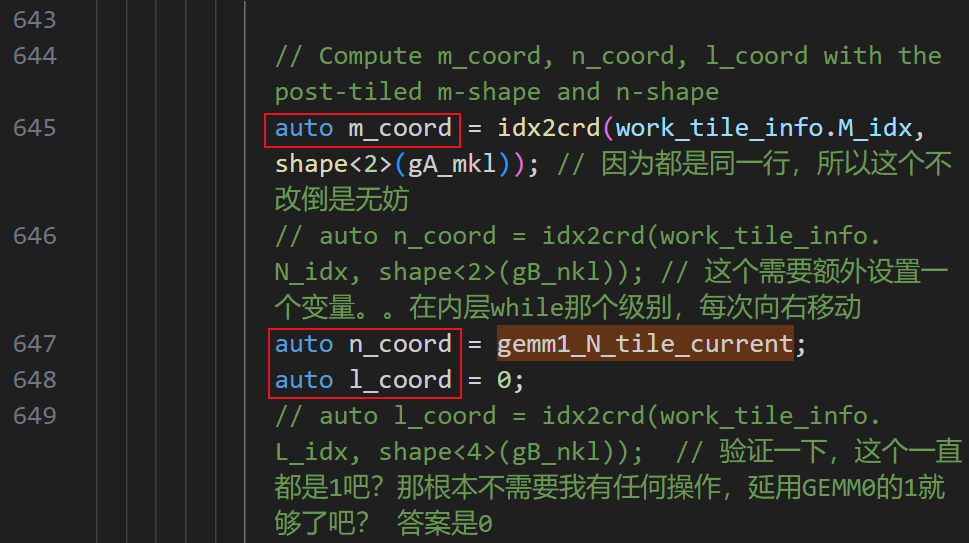 643
644 // Compute m_coord, n_coord, l_coord with the
post-tiled m-shape and n-shape
645 auto m_coord = idx2crd(work_tile_info.M_idx,
shape<2>(gA_mkl)); // 因为都是同一行，所以这个不
改倒是无妨
646 // auto n_coord = idx2crd(work_tile_info.
N_idx, shape<2>(gB_nkl)); // 这个需要额外设置一
个变量。。在内层while那个级别，每次向右移动
647 auto n_coord = gemm1_N_tile_current;
648 auto l_coord = 0;
649 // auto l_coord = idx2crd(work_tile_info.
L_idx, shape<4>(gB_nkl)); // 验证一下，这个一直
都是1吧？那根本不需要我有任何操作，延用GEMM0的1就
够了吧？ 答案是0